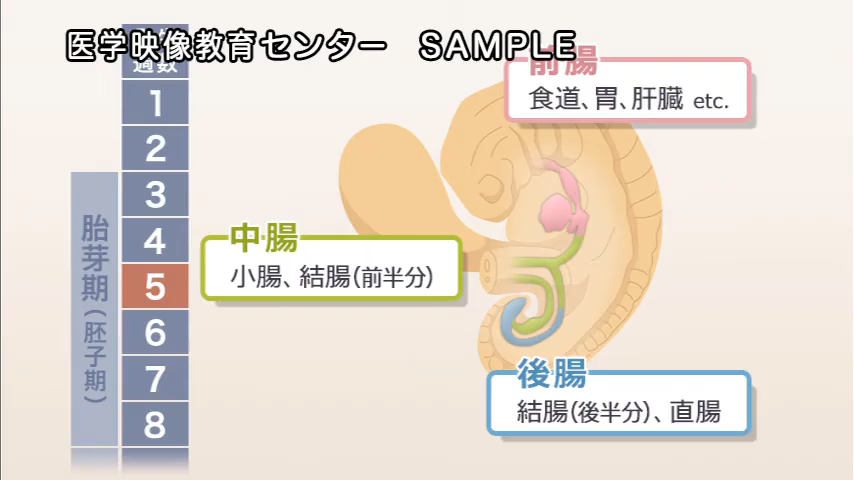 医学映像教育センター SAMPLE
週数
1
2
3
4
5
6
7
8
胎芽期(胚子期)
前腸
食道、胃、肝臓 etc.
中腸
小腸、結腸(前半分)
後腸
結腸(後半分)、直腸